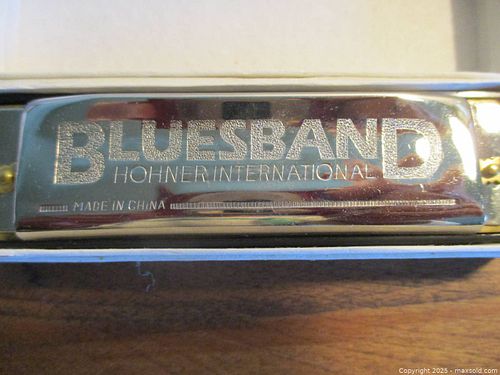 BLUESBAND
HOHNER INTERNATIONAL
MADE IN CHINA
Copyright 2025 - maxsold.com